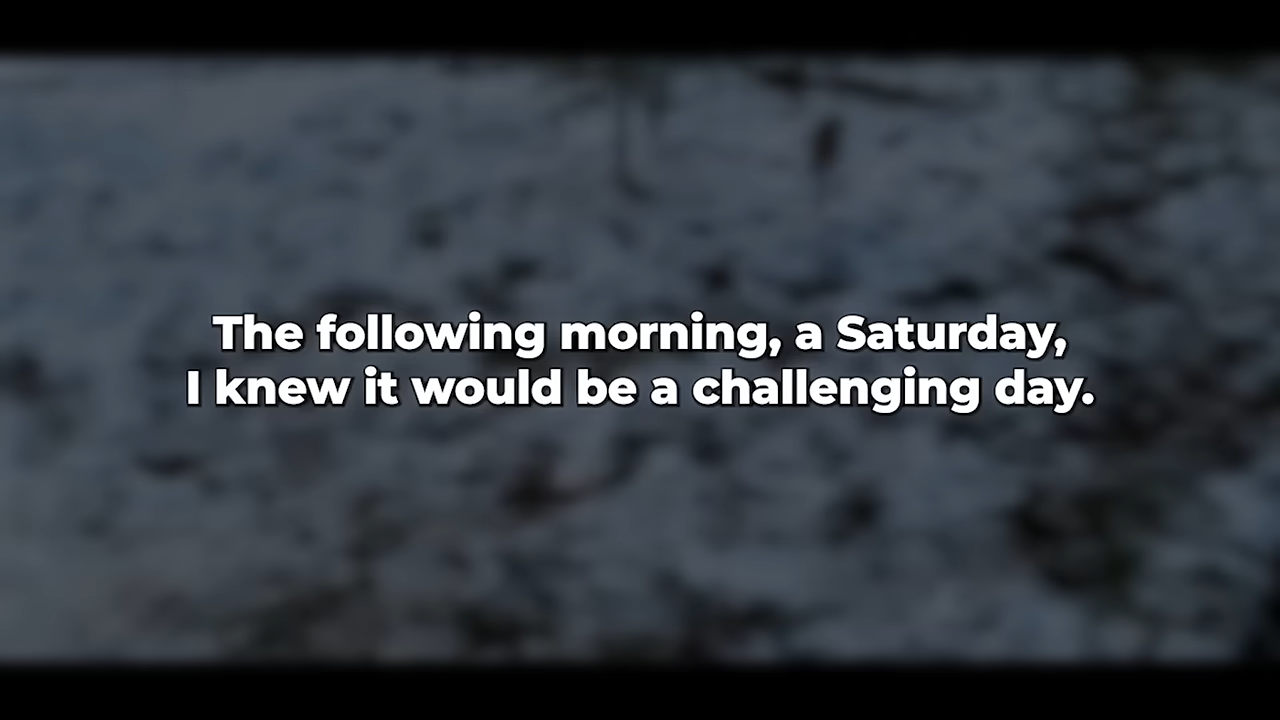 The following morning, a Saturday,
I knew it would be a challenging day.